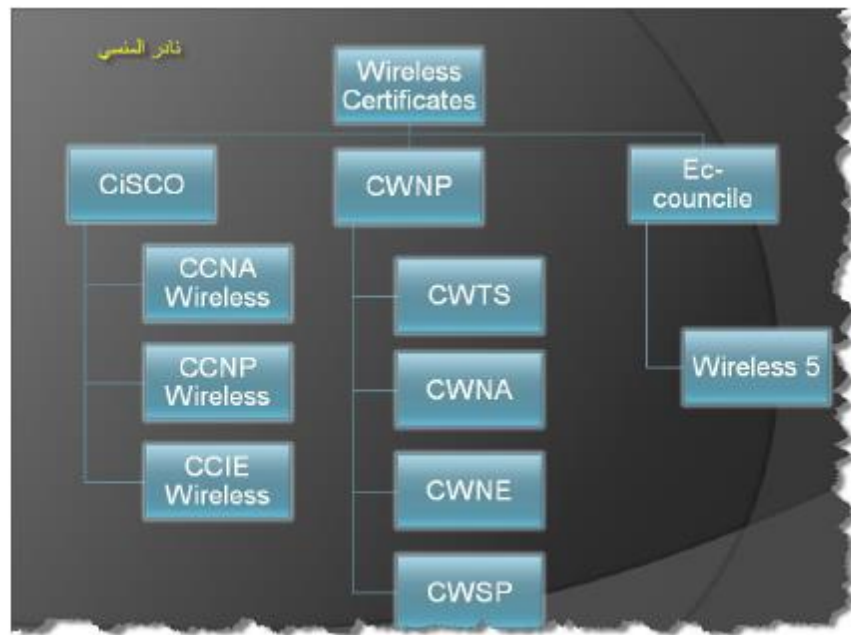 نادر المنسي
Wireless
Certificates
CiSCO
CWNP
Ec-
councile
CCNA
Wireless
CCNP
Wireless
CCIE
Wireless
CWTS
CWNA
CWNE
CWSP
Wireless 5